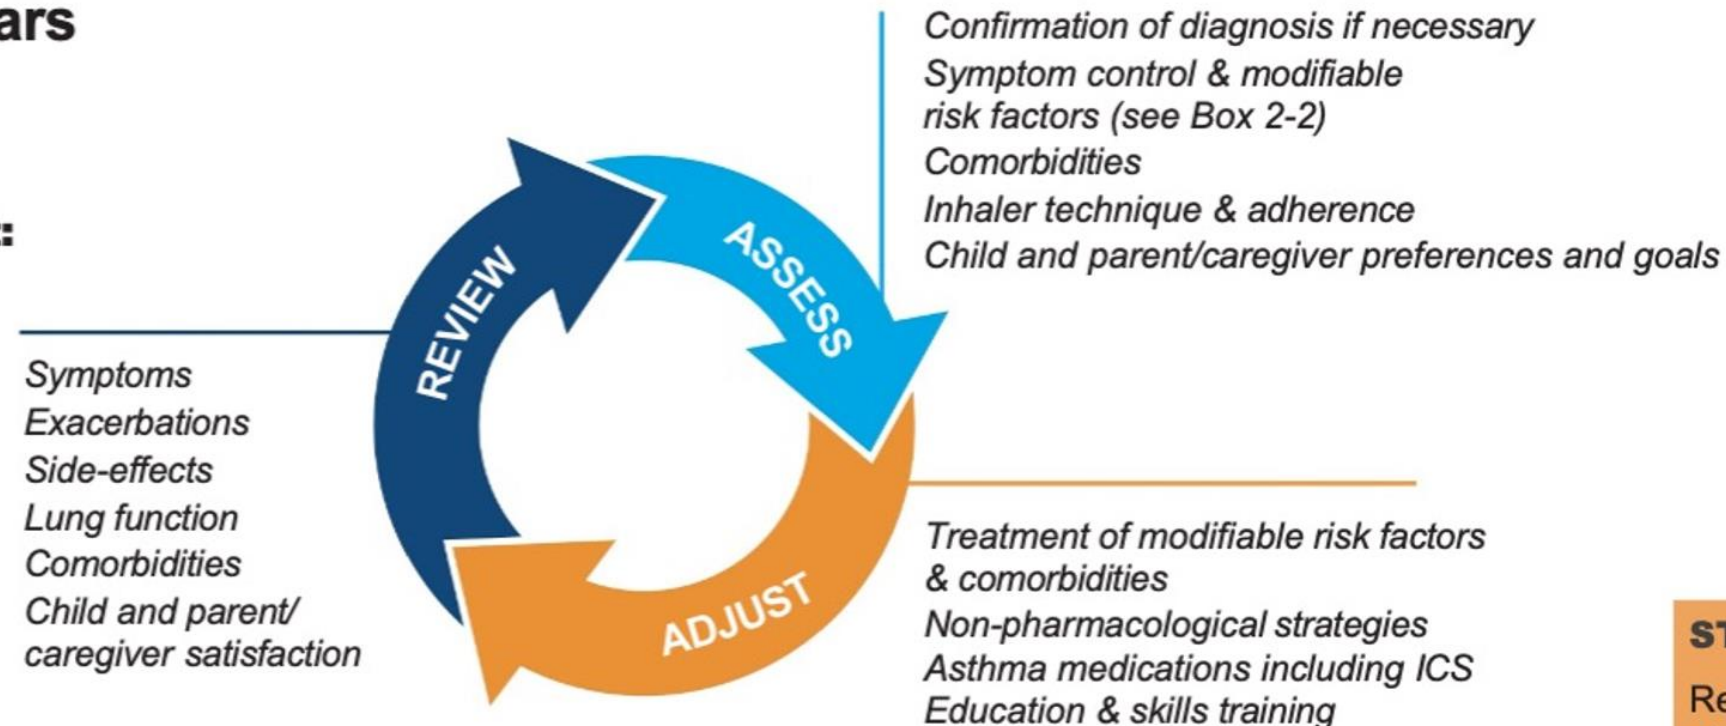 ars
:
Confirmation of diagnosis if necessary
Symptom control & modifiable
risk factors (see Box 2-2)
Comorbidities
Inhaler technique & adherence
Child and parent/caregiver preferences and goals
REVIEW
ASSESS
ADJUST
Symptoms
Exacerbations
Side-effects
Lung function
Comorbidities
Child and parent/
caregiver satisfaction
Treatment of modifiable risk factors
& comorbidities
Non-pharmacological strategies
Asthma medications including ICS
Education & skills training
ST
Re